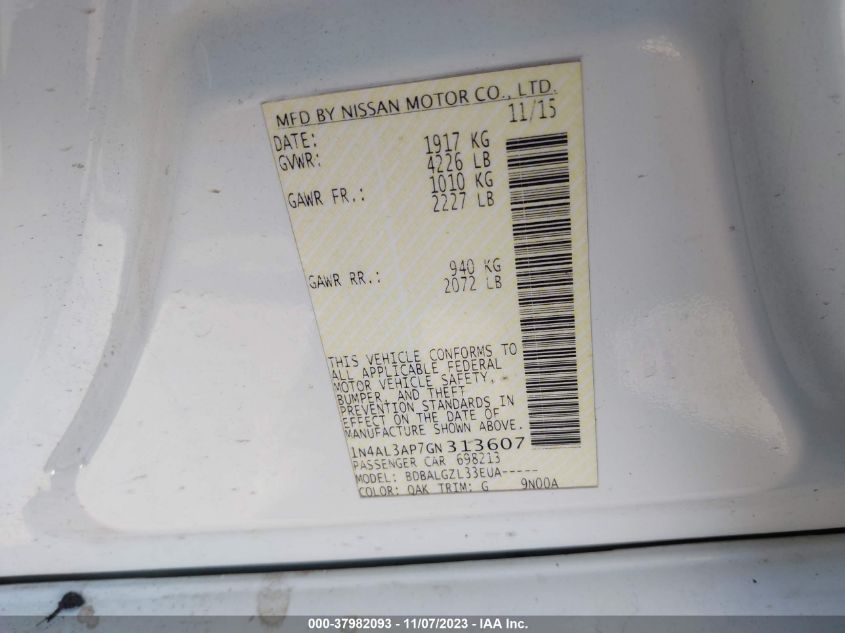 MFD BY NISSAN MOTOR CO., LTD.
DATE: 11/15
GVWR: 1917 KG
4226 LB
GAWR FR.: 1010 KG
2227 LB
GAWR RR.: 940 KG
2072 LB
THIS VEHICLE CONFORMS TO
ALL APPLICABLE FEDERAL
MOTOR VEHICLE SAFETY,
BUMPER, AND THEFT
PREVENTION STANDARDS IN
EFFECT ON THE DATE OF
MANUFACTURE SHOWN ABOVE.
1N4AL3AP7GN313607
PASSENGER CAR 698213
MODEL: BDBALGZL33EUA-----
COLOR: QAK TRIM: G 9N00A
000-37982093 - 11/07/2023 - IAA Inc.